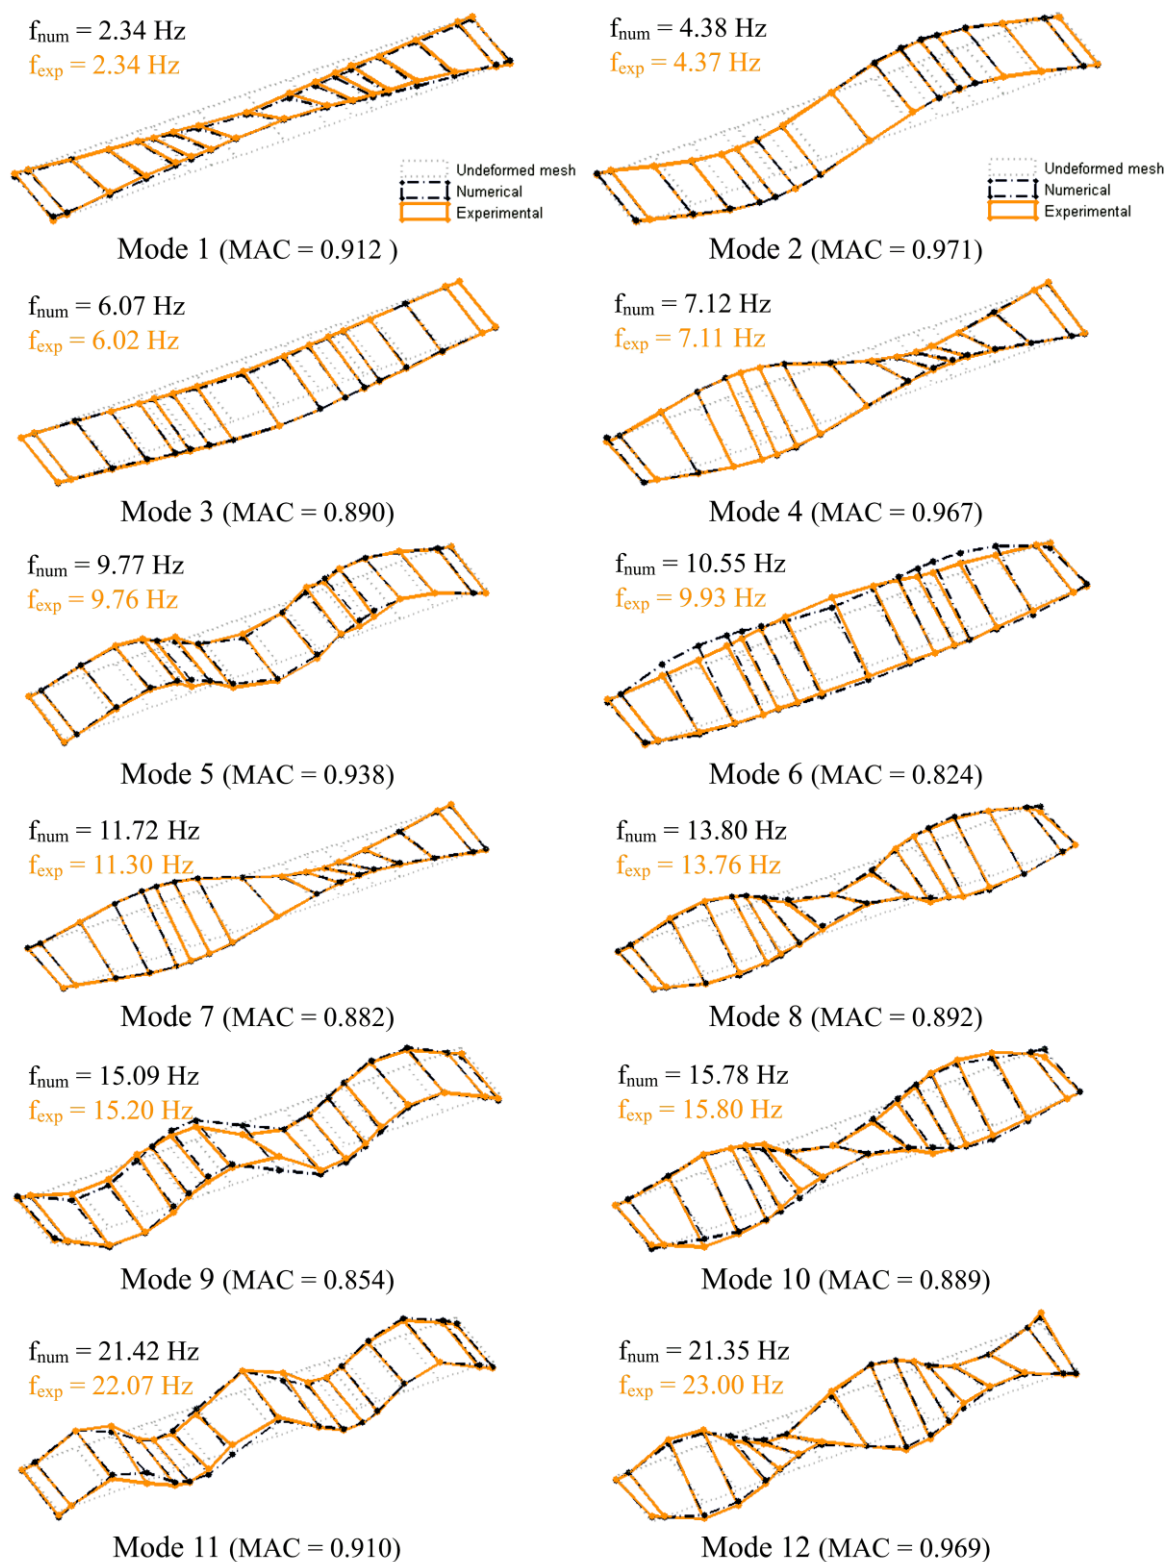 f_num = 2.34 Hz
f_exp = 2.34 Hz
Undeformed mesh
Numerical
Experimental
Mode 1 (MAC = 0.912 )
f_num = 4.38 Hz
f_exp = 4.37 Hz
Undeformed mesh
Numerical
Experimental
Mode 2 (MAC = 0.971)
f_num = 6.07 Hz
f_exp = 6.02 Hz
Mode 3 (MAC = 0.890)
f_num = 7.12 Hz
f_exp = 7.11 Hz
Mode 4 (MAC = 0.967)
f_num = 9.77 Hz
f_exp = 9.76 Hz
Mode 5 (MAC = 0.938)
f_num = 10.55 Hz
f_exp = 9.93 Hz
Mode 6 (MAC = 0.824)
f_num = 11.72 Hz
f_exp = 11.30 Hz
Mode 7 (MAC = 0.882)
f_num = 13.80 Hz
f_exp = 13.76 Hz
Mode 8 (MAC = 0.892)
f_num = 15.09 Hz
f_exp = 15.20 Hz
Mode 9 (MAC = 0.854)
f_num = 15.78 Hz
f_exp = 15.80 Hz
Mode 10 (MAC = 0.889)
f_num = 21.42 Hz
f_exp = 22.07 Hz
Mode 11 (MAC = 0.910)
f_num = 21.35 Hz
f_exp = 23.00 Hz
Mode 12 (MAC = 0.969)